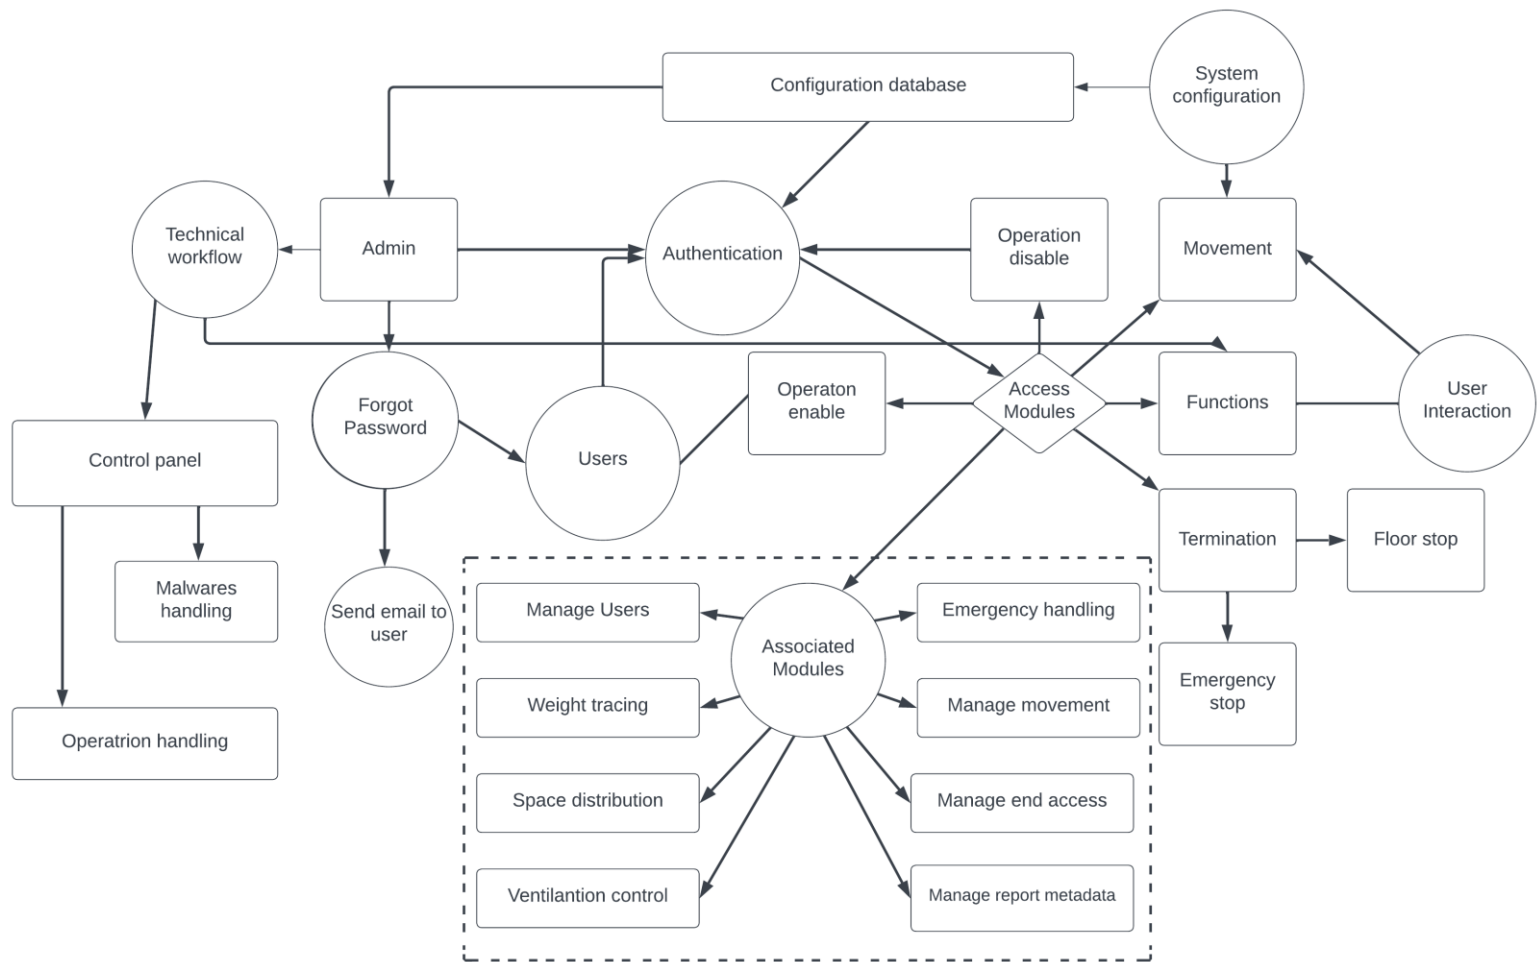 System
configuration
Configuration database
Technical
workflow
Admin
Authentication
Operation
disable
Movement
Forgot
Password
Users
Operaton
enable
Access
Modules
Functions
User
Interaction
Control panel
Termination
Floor stop
Malwares
handling
Send email to
user
Manage Users
Associated
Modules
Emergency handling
Emergency
stop
Weight tracing
Manage movement
Operatrion handling
Space distribution
Manage end access
Ventilantion control
Manage report metadata